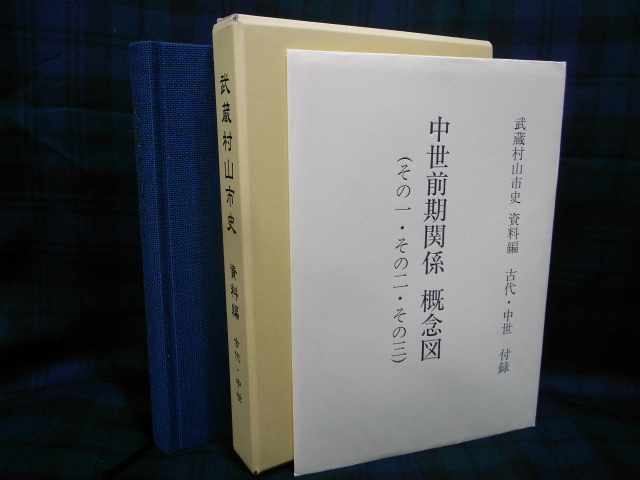 武蔵村山市史 資料編 古代・中世 付録
中世前期関係 概念図
(その一・その二・その三)
武蔵村山市史 資料編 古代・中世